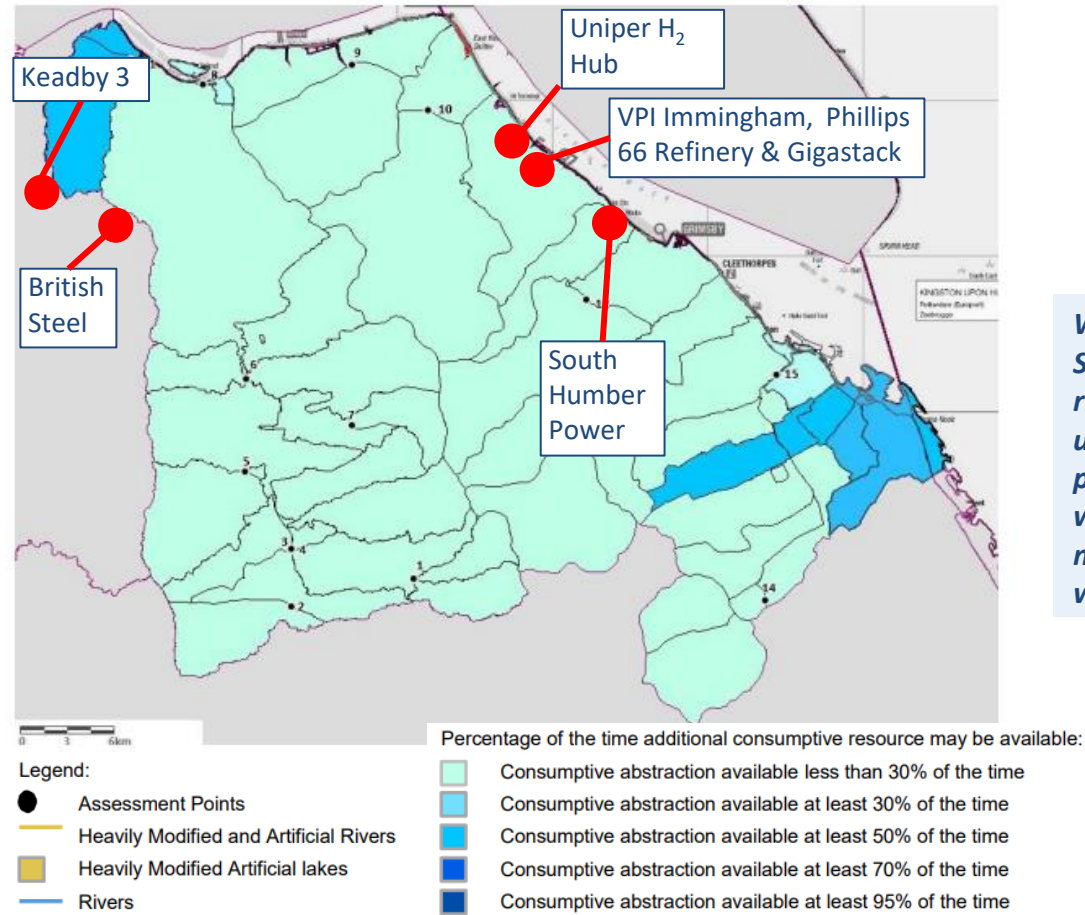 Keadby 3
Uniper H2
Hub
VPI Immingham, Phillips
66 Refinery & Gigastack
British
Steel
South
Humber
Power
GRIMSBY
CLEETHORPES
SPURN HEAD
KINGSTON UPON
8
9
10
6
7
5
3
4
1
2
15
14
0 3 6km
Legend:
Assessment Points
Heavily Modified and Artificial Rivers
Heavily Modified Artificial lakes
Rivers
Percentage of the time additional consumptive resource may be available:
Consumptive abstraction available less than 30% of the time
Consumptive abstraction available at least 30% of the time
Consumptive abstraction available at least 50% of the time
Consumptive abstraction available at least 70% of the time
Consumptive abstraction available at least 95% of the time